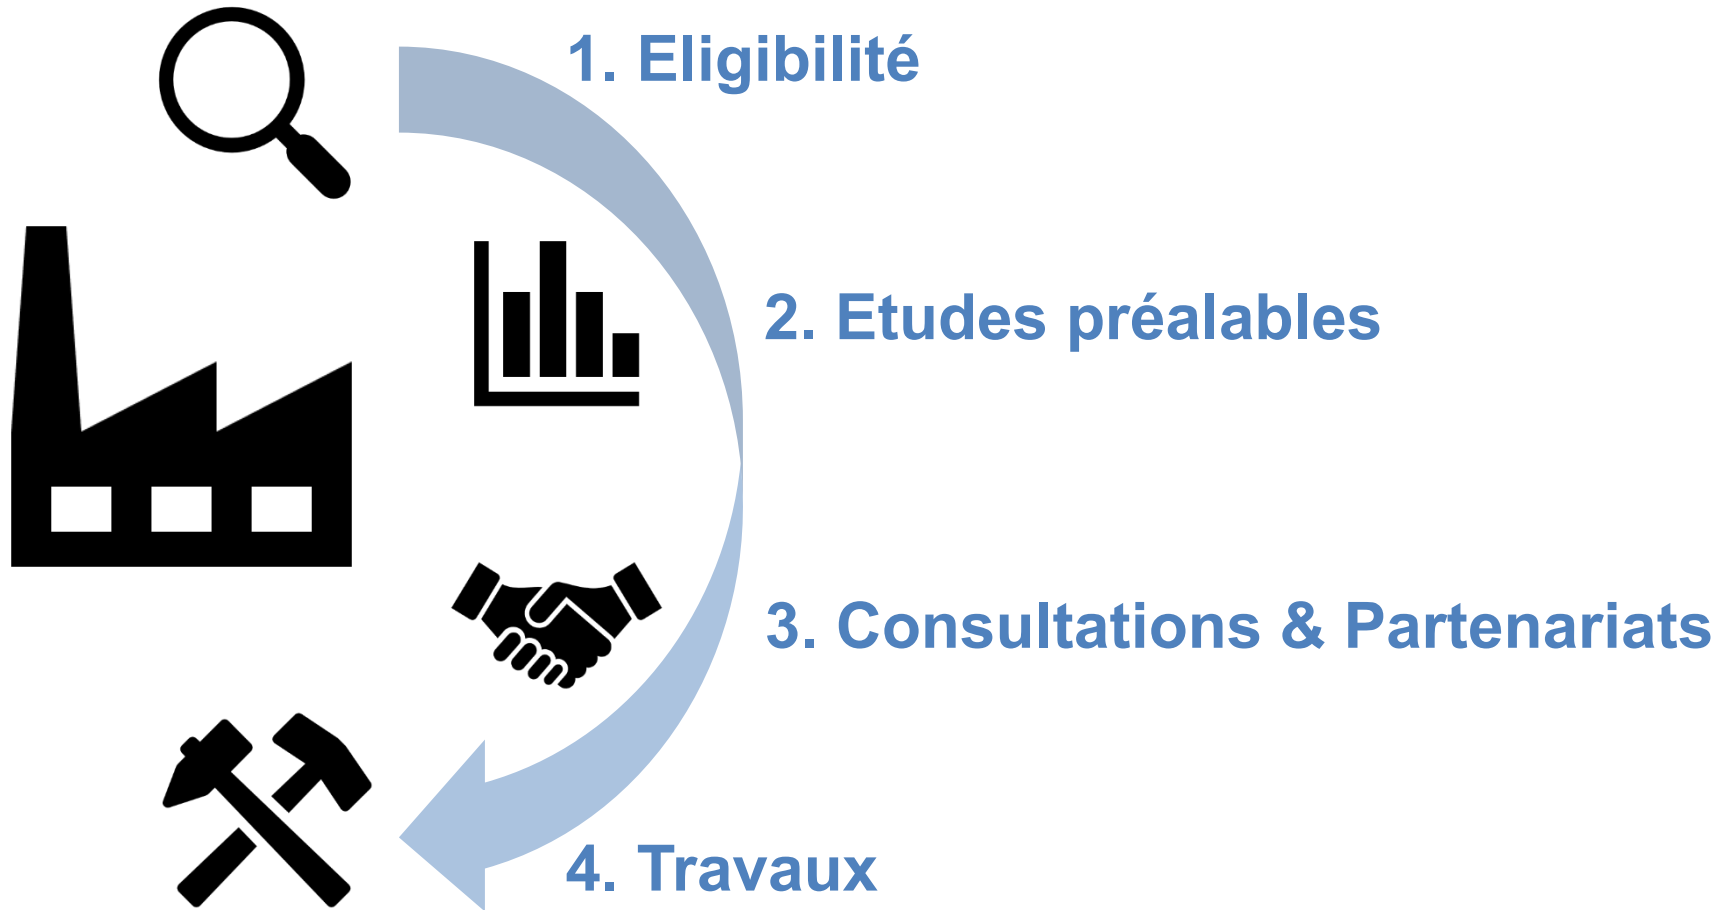 1. Eligibilité
2. Etudes préalables
3. Consultations & Partenariats
4. Travaux